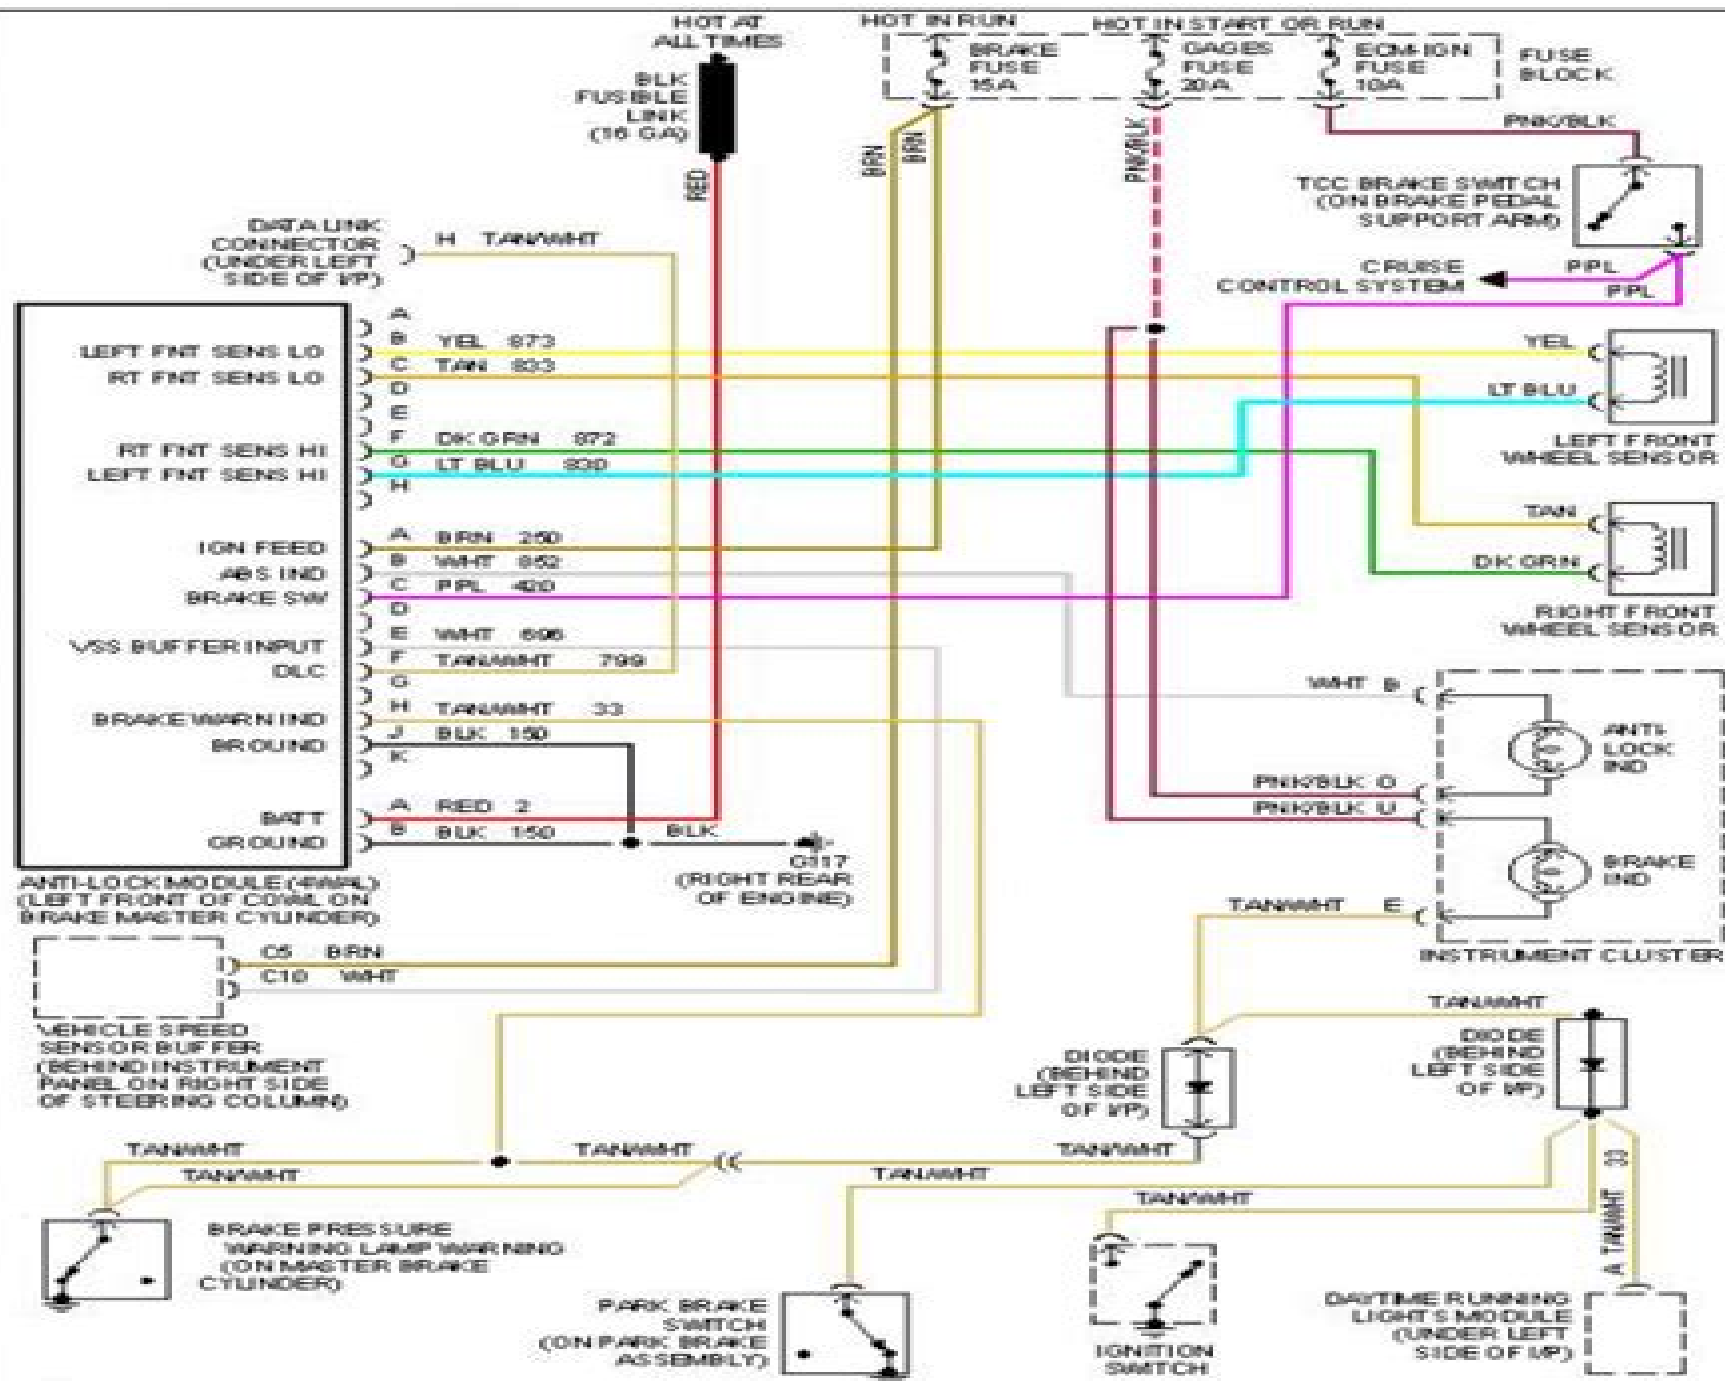 HOT AT
ALL TIMES
HOT IN RUN
HOT IN START OR RUN
BLK
FUSIBLE
LINK
(16 GA)
BRAKE
FUSE
15A
GAGES
FUSE
20A
ECM-IGN
FUSE
10A
FUSE
BLOCK
RED
BRN
BRN
PNK/BLK
PNK/BLK
TCC BRAKE SWITCH
(ON BRAKE PEDAL
SUPPORT ARM)
DATA LINK
CONNECTOR
(UNDER LEFT
SIDE OF I/P)
H TAN/WHT
CRUISE
CONTROL SYSTEM
PPL
PPL
A
LEFT FNT SENS LO B YEL 873
RT FNT SENS LO C TAN 833
D
E
RT FNT SENS HI F DK GRN 872
LEFT FNT SENS HI G LT BLU 830
H
YEL
LT BLU
LEFT FRONT
WHEEL SENSOR
TAN
DK GRN
RIGHT FRONT
WHEEL SENSOR
IGN FEED A BRN 250
ABS IND B WHT 852
BRAKE SW C PPL 420
D
VSS BUFFER INPUT E WHT 696
DLC F TAN/WHT 799
G
BRAKE WARN IND H TAN/WHT 33
BROUND J BLK 150
K
BATT A RED 2
GROUND B BLK 150
BLK
G117
(RIGHT REAR
OF ENGINE)
WHT B
ANTI-
LOCK
IND
PNK/BLK O
PNK/BLK U
BRAKE
IND
TAN/WHT E
INSTRUMENT CLUSTER
ANTI-LOCK MODULE (4WAL)
(LEFT FRONT OF COWL ON
BRAKE MASTER CYLINDER)
C5 BRN
C10 WHT
VEHICLE SPEED
SENSOR BUFFER
(BEHIND INSTRUMENT
PANEL ON RIGHT SIDE
OF STEERING COLUMN)
TAN/WHT
DIODE
(BEHIND
LEFT SIDE
OF I/P)
DIODE
(BEHIND
LEFT SIDE
OF I/P)
TAN/WHT
TAN/WHT
TAN/WHT
TAN/WHT
TAN/WHT
TAN/WHT
A TAN/WHT 33
BRAKE PRESSURE
WARNING LAMP WARNING
(ON MASTER BRAKE
CYLINDER)
PARK BRAKE
SWITCH
(ON PARK BRAKE
ASSEMBLY)
IGNITION
SWITCH
DAYTIME RUNNING
LIGHTS MODULE
(UNDER LEFT
SIDE OF I/P)